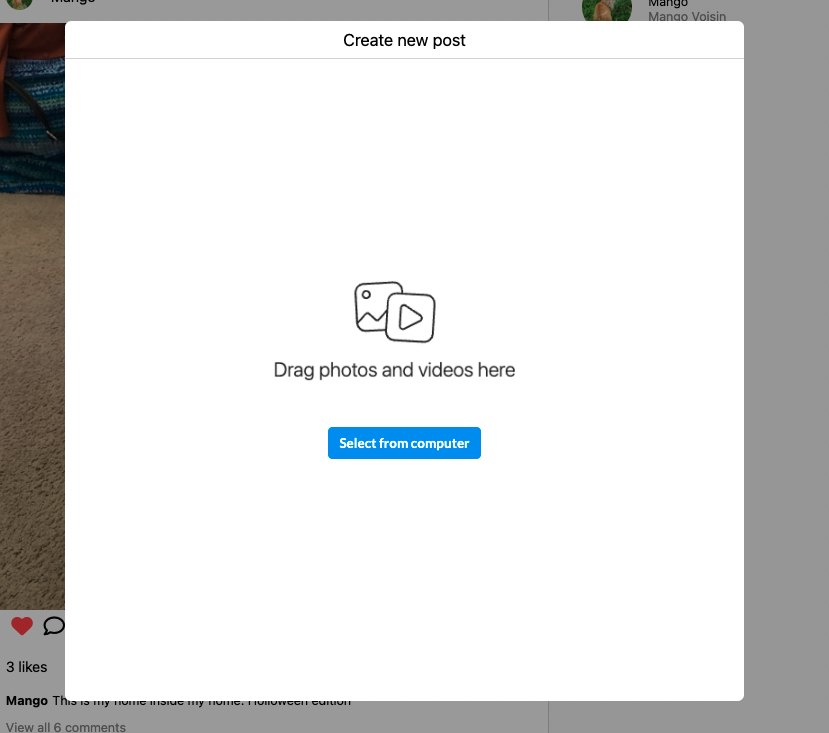 Mango
Mango
Mango Voisin
Create new post
Drag photos and videos here
Select from computer
3 likes
Mango This is my home inside my home. Holloween edition
View all 6 comments